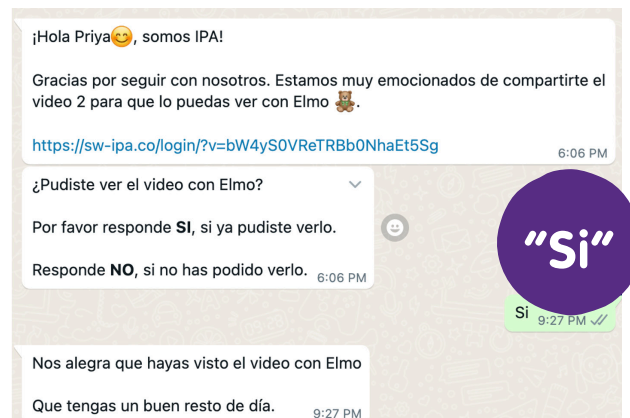 ¡Hola Priya😊, somos IPA!
Gracias por seguir con nosotros. Estamos muy emocionados de compartirte el
video 2 para que lo puedas ver con Elmo 🧸.
https://sw-ipa.co/login/?v=bW4yS0VReTRBb0NhaEt5Sg
6:06 PM
¿Pudiste ver el video con Elmo?
Por favor responde SI, si ya pudiste verlo.
Responde NO, si no has podido verlo.
6:06 PM
"Si"
Si
9:27 PM
Nos alegra que hayas visto el video con Elmo
Que tengas un buen resto de día.
9:27 PM